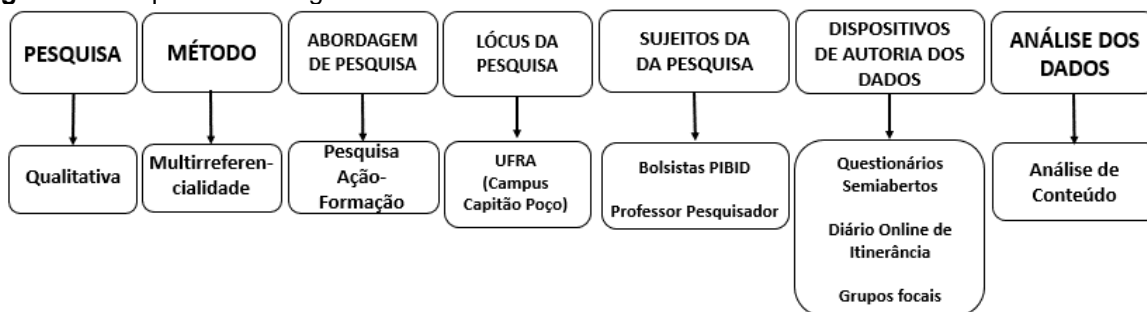 PESQUISA
MÉTODO
ABORDAGEM
DE PESQUISA
LÓCUS DA
PESQUISA
SUJEITOS DA
DA PESQUISA
DISPOSITIVOS
DE AUTORIA DOS
DADOS
ANÁLISE DOS
DADOS
Qualitativa
Multirreferen-
cialidade
Pesquisa
Ação-
Formação
UFRA
(Campus
Capitão Poço)
Bolsistas PIBID
Professor Pesquisador
Questionários
Semiabertos
Diário Online de
Itinerância
Grupos focais
Análise de
Conteúdo